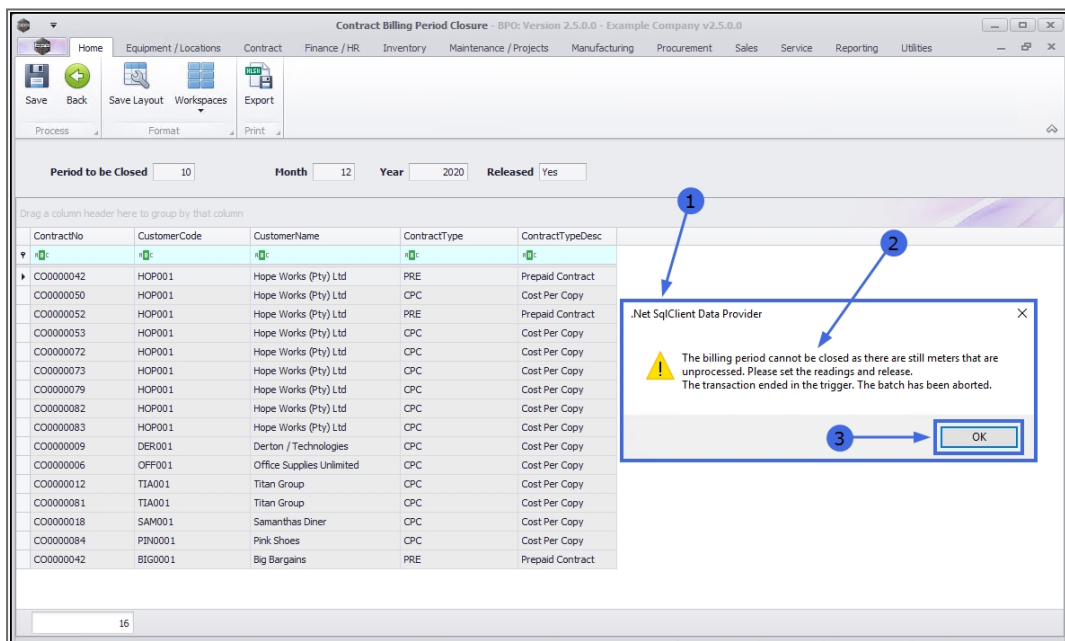 Contract Billing Period Closure - BPO: Version 2.5.0.0 - Example Company v2.5.0.0
Home Equipment / Locations Contract Finance / HR Inventory Maintenance / Projects Manufacturing Procurement Sales Service Reporting Utilities
Save Back Save Layout Workspaces Export
Process Format Print
Period to be Closed 10 Month 12 Year 2020 Released Yes
Drag a column header here to group by that column
ContractNo CustomerCode CustomerName ContractType ContractTypeDesc
CO0000042 HOP001 Hope Works (Pty) Ltd PRE Prepaid Contract
CO0000050 HOP001 Hope Works (Pty) Ltd CPC Cost Per Copy
CO0000052 HOP001 Hope Works (Pty) Ltd PRE Prepaid Contract
CO0000053 HOP001 Hope Works (Pty) Ltd CPC Cost Per Copy
CO0000072 HOP001 Hope Works (Pty) Ltd CPC Cost Per Copy
CO0000073 HOP001 Hope Works (Pty) Ltd CPC Cost Per Copy
CO0000079 HOP001 Hope Works (Pty) Ltd CPC Cost Per Copy
CO0000082 HOP001 Hope Works (Pty) Ltd CPC Cost Per Copy
CO0000083 HOP001 Hope Works (Pty) Ltd CPC Cost Per Copy
CO0000009 DER001 Derton / Technologies CPC Cost Per Copy
CO0000006 OFF001 Office Supplies Unlimited CPC Cost Per Copy
CO0000012 TIA001 Titan Group CPC Cost Per Copy
CO0000081 TIA001 Titan Group CPC Cost Per Copy
CO0000018 SAM001 Samanthas Diner CPC Cost Per Copy
CO0000084 PIN0001 Pink Shoes CPC Cost Per Copy
CO0000042 BIG0001 Big Bargains PRE Prepaid Contract
16
1
2
.Net SqlClient Data Provider
The billing period cannot be closed as there are still meters that are
unprocessed. Please set the readings and release.
The transaction ended in the trigger. The batch has been aborted.
3
OK